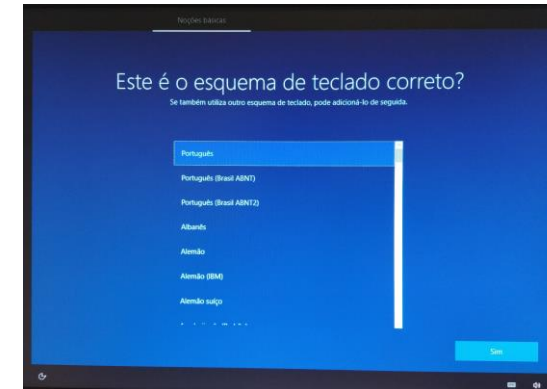 Noções básicas
Este é o esquema de teclado correto?
Se também utiliza outro esquema de teclado, pode adicioná-lo de seguida.
Português
Português (Brasil ABNT)
Português (Brasil ABNT2)
Albanês
Alemão
Alemão (IBM)
Alemão suíço
Sim